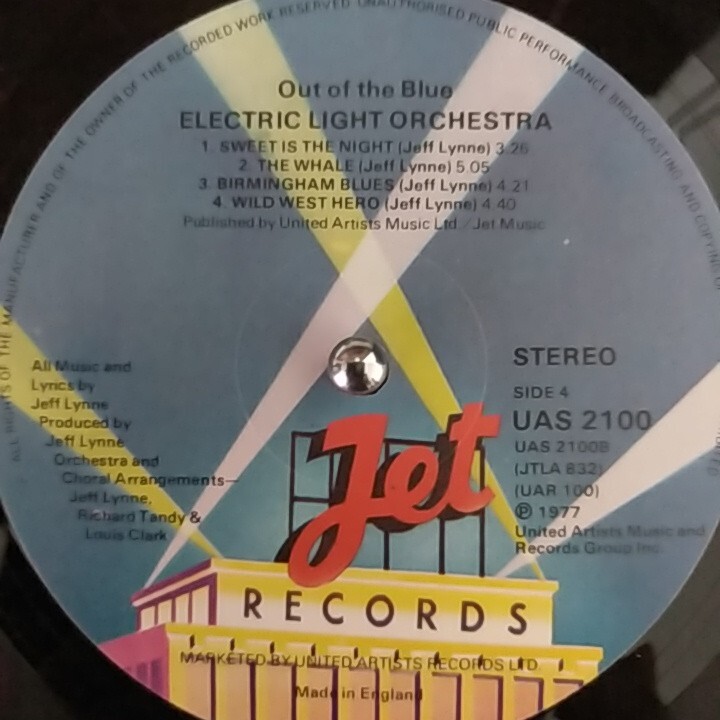 ALL RIGHTS OF THE MANUFACTURER AND OF THE OWNER OF THE RECORDED WORK RESERVED UNAUTHORISED PUBLIC PERFORMANCE BROADCASTING AND COPYING OF
Out of the Blue
ELECTRIC LIGHT ORCHESTRA
1. SWEET IS THE NIGHT (Jeff Lynne) 3.26
2. THE WHALE (Jeff Lynne) 5.05
3. BIRMINGHAM BLUES (Jeff Lynne) 4.21
4. WILD WEST HERO (Jeff Lynne) 4.40
Published by United Artists Music Ltd./Jet Music
All Music and
Lyrics by
Jeff Lynne
Produced by
Jeff Lynne
Orchestra and
Choral Arrangements—
Jeff Lynne,
Richard Tandy &
Louis Clark
STEREO
SIDE 4
UAS 2100
UAS 2100B
(JTLA 832)
(UAR 100)
℗ 1977
United Artists Music and
Records Group Inc.
Jet
RECORDS
MARKETED BY UNITED ARTISTS RECORDS LTD.
Made in England